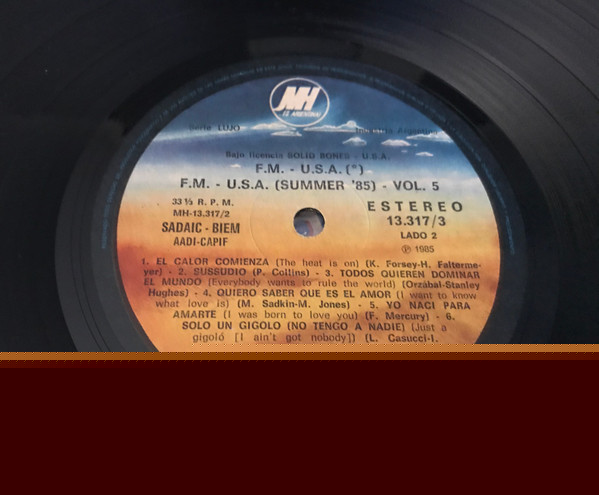 MH
Serie LUJO
Industria Argentina
Bajo licencia SOLID BONES - U.S.A.
F.M. - U.S.A. (*)
F.M. - U.S.A. (SUMMER '85) - VOL. 5
33 ⅓ R. P. M.
MH-13.317/2
SADAIC - BIEM
AADI-CAPIF
ESTEREO
13.317/3
LADO 2
℗ 1985
1. EL CALOR COMIENZA (The heat is on) (K. Forsey-H. Falterme-
yer) - 2. SUSSUDIO (P. Collins) - 3. TODOS QUIEREN DOMINAR
EL MUNDO (Everybody wants to rule the world) (Orzábal-Stanley
Hughes) - 4. QUIERO SABER QUE ES EL AMOR (I want to know
what love is) (M. Sadkin-M. Jones) - 5. YO NACI PARA
AMARTE (I was born to love you) (F. Mercury) - 6.
SOLO UN GIGOLO (NO TENGO A NADIE) (Just a
gigoló [I ain't got nobody]) (L. Casucci-I.